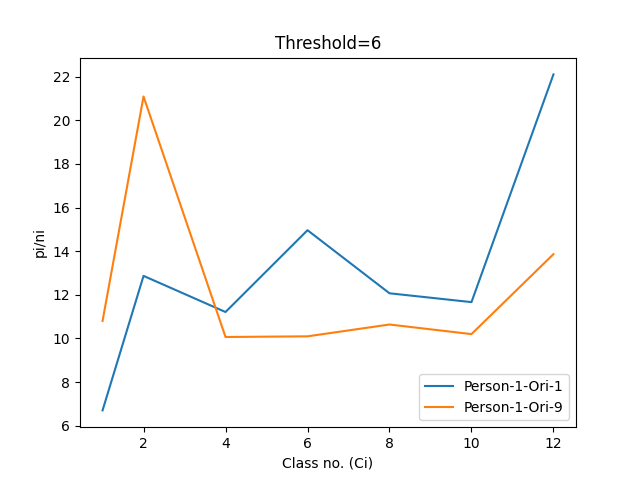 Threshold=6
pi/ni
22
20
18
16
14
12
10
8
6
2 4 6 8 10 12
Class no. (Ci)
Person-1-Ori-1
Person-1-Ori-9